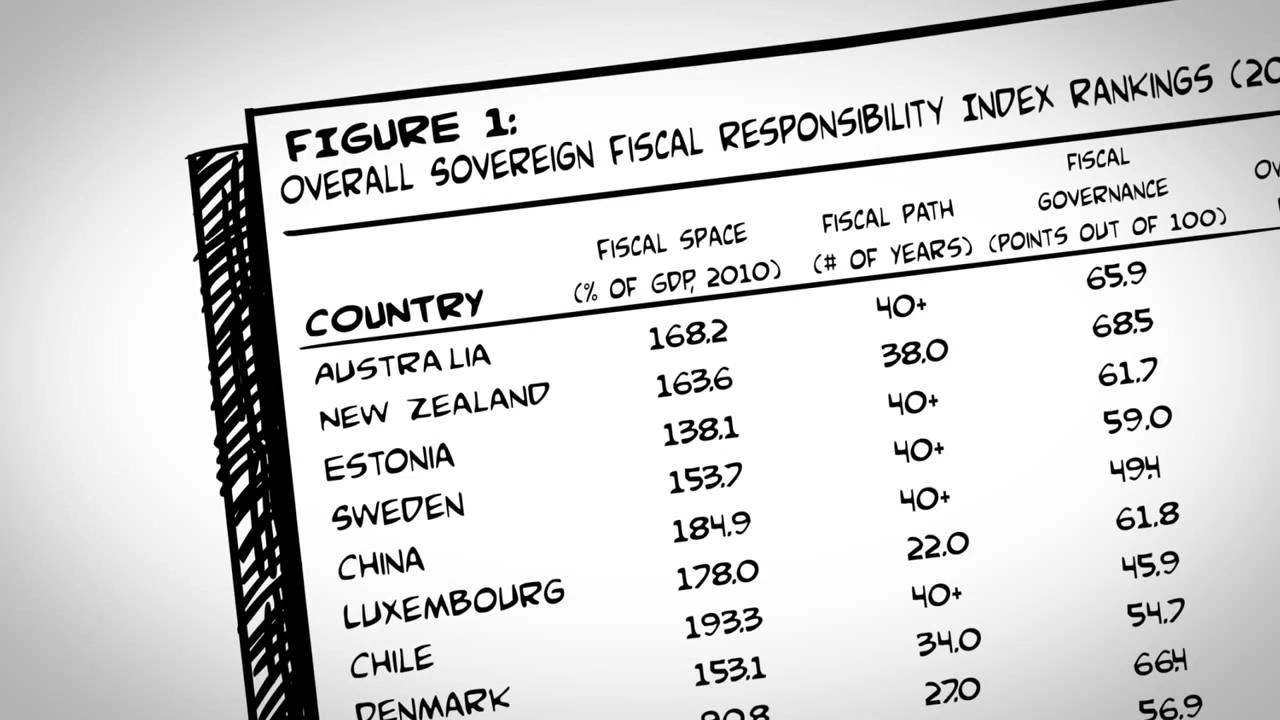 FIGURE 1:
OVERALL SOVEREIGN FISCAL RESPONSIBILITY INDEX RANKINGS (20
COUNTRY
FISCAL SPACE
(% OF GDP, 2010)
FISCAL PATH
(# OF YEARS)
FISCAL
GOVERNANCE
(POINTS OUT OF 100)
OV
AUSTRALIA 168.2 40+ 65.9
NEW ZEALAND 163.6 38.0 68.5
ESTONIA 138.1 40+ 61.7
SWEDEN 153.7 40+ 59.0
CHINA 184.9 40+ 49.4
LUXEMBOURG 178.0 22.0 61.8
CHILE 193.3 40+ 45.9
DENMARK 153.1 34.0 54.7
90.8 27.0 66.4
56.9